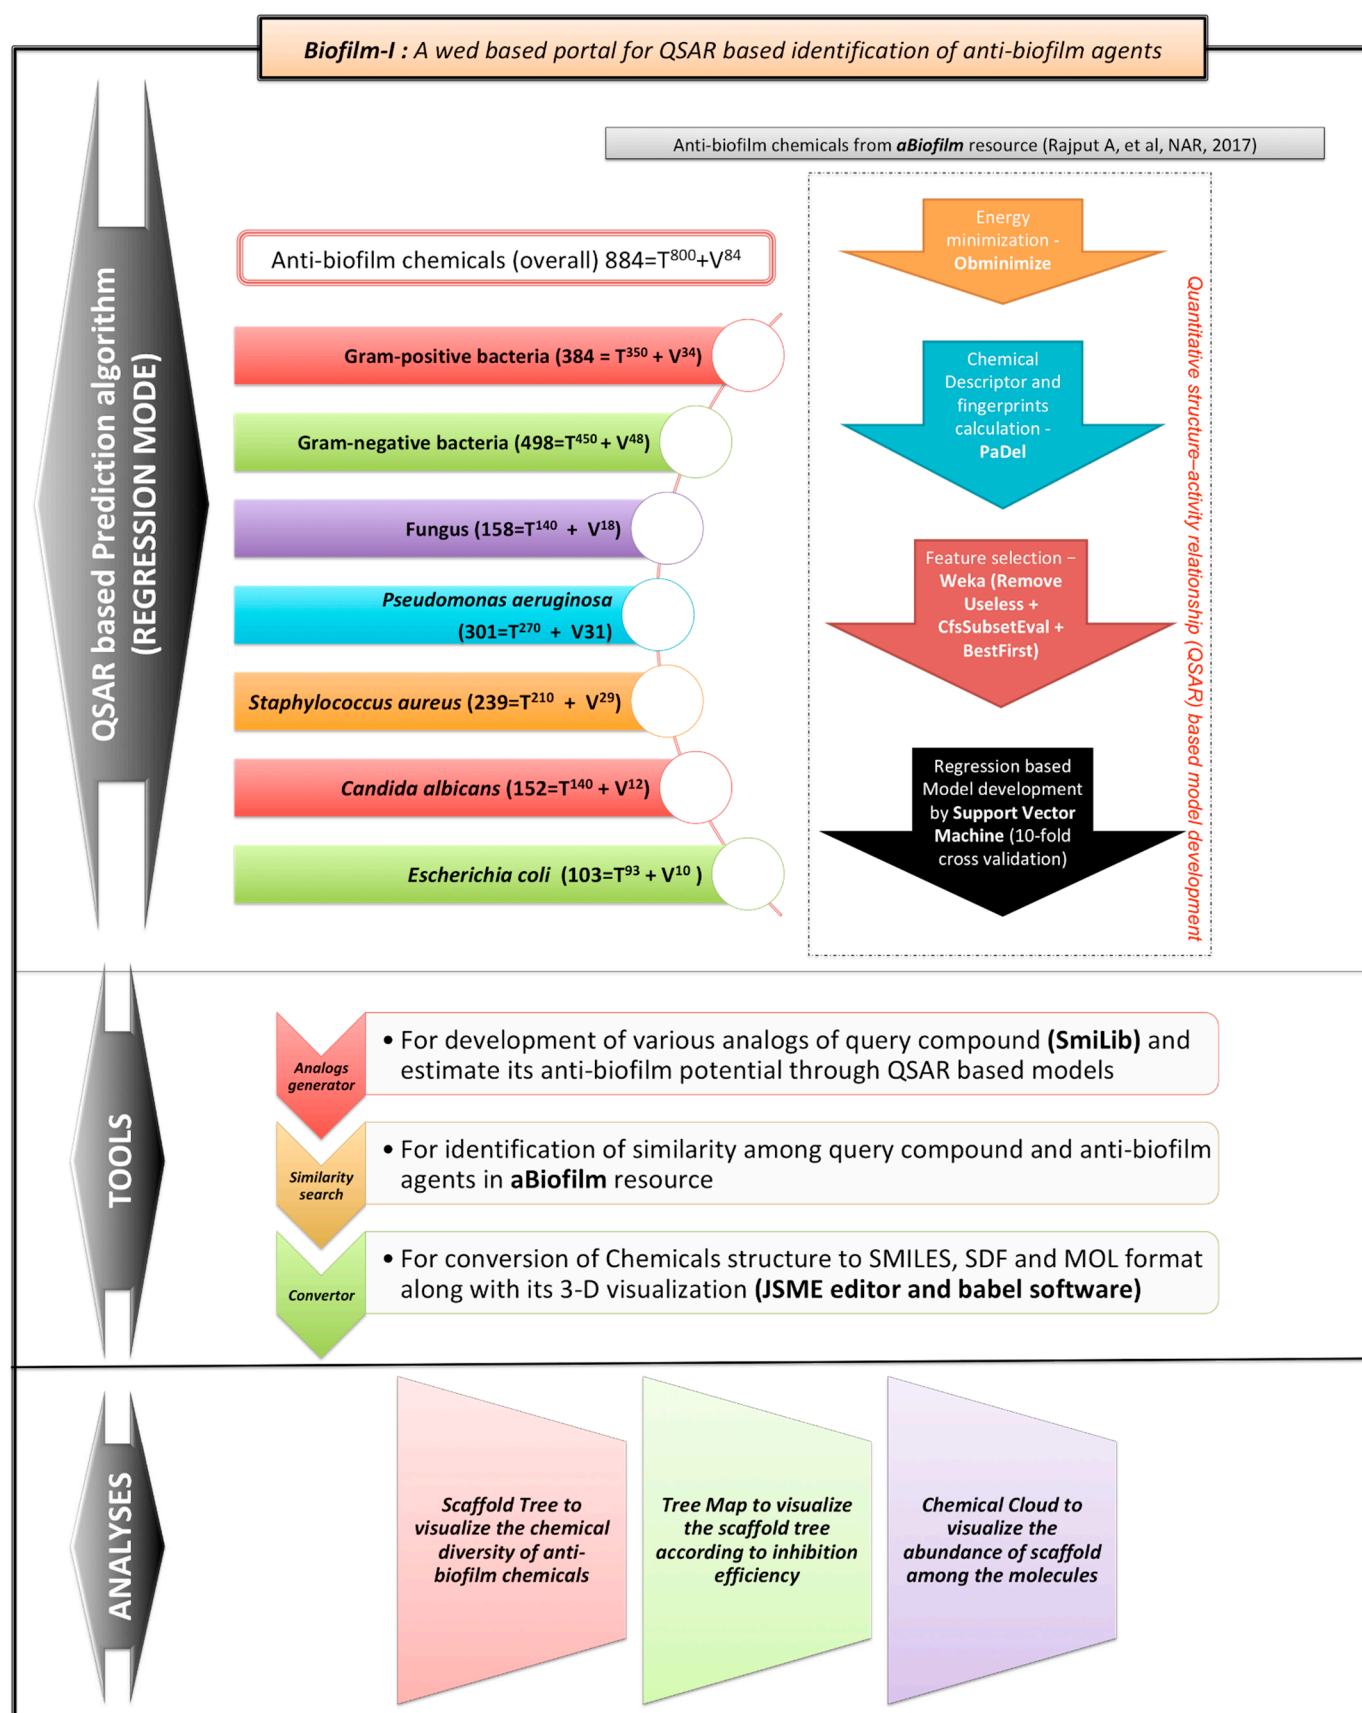 Biofilm-I : A wed based portal for QSAR based identification of anti-biofilm agents
Anti-biofilm chemicals from aBiofilm resource (Rajput A, et al, NAR, 2017)
QSAR based Prediction algorithm
(REGRESSION MODE)
Anti-biofilm chemicals (overall) 884=T⁸⁰⁰+V⁸⁴
Gram-positive bacteria (384 = T³⁵⁰ + V³⁴)
Gram-negative bacteria (498=T⁴⁵⁰ + V⁴⁸)
Fungus (158=T¹⁴⁰ + V¹⁸)
Pseudomonas aeruginosa
(301=T²⁷⁰ + V31)
Staphylococcus aureus (239=T²¹⁰ + V²⁹)
Candida albicans (152=T¹⁴⁰ + V¹²)
Escherichia coli (103=T⁹³ + V¹⁰ )
Energy
minimization -
Obminimize
Chemical
Descriptor and
fingerprints
calculation -
PaDel
Feature selection –
Weka (Remove
Useless +
CfsSubsetEval +
BestFirst)
Regression based
Model development
by Support Vector
Machine (10-fold
cross validation)
Quantitative structure–activity relationship (QSAR) based model development
TOOLS
Analogs
generator
• For development of various analogs of query compound (SmiLib) and
estimate its anti-biofilm potential through QSAR based models
Similarity
search
• For identification of similarity among query compound and anti-biofilm
agents in aBiofilm resource
Convertor
• For conversion of Chemicals structure to SMILES, SDF and MOL format
along with its 3-D visualization (JSME editor and babel software)
ANALYSES
Scaffold Tree to
visualize the chemical
diversity of anti-
biofilm chemicals
Tree Map to visualize
the scaffold tree
according to inhibition
efficiency
Chemical Cloud to
visualize the
abundance of scaffold
among the molecules